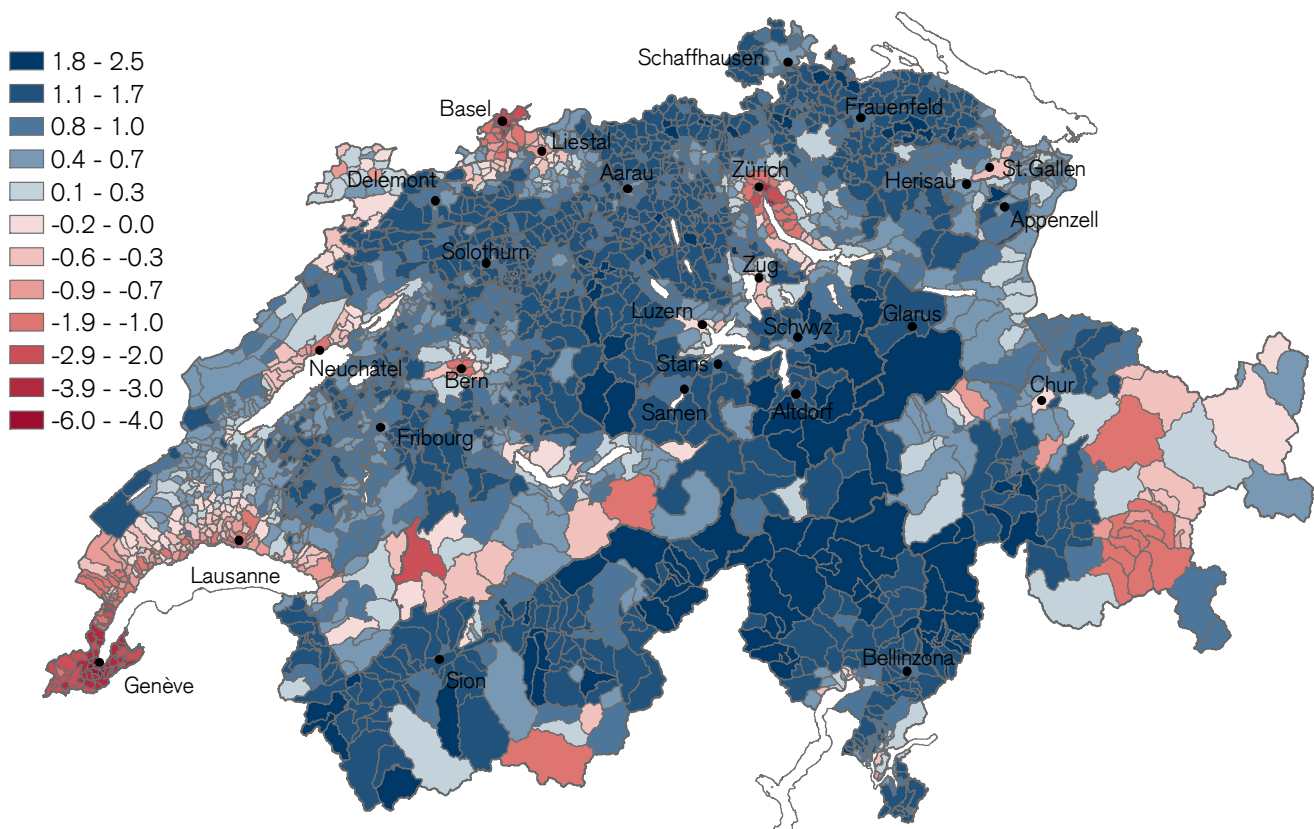 1.8 - 2.5
1.1 - 1.7
0.8 - 1.0
0.4 - 0.7
0.1 - 0.3
-0.2 - 0.0
-0.6 - -0.3
-0.9 - -0.7
-1.9 - -1.0
-2.9 - -2.0
-3.9 - -3.0
-6.0 - -4.0
Schaffhausen
Basel
Frauenfeld
Liestal
Delémont
Aarau
Zürich
Herisau
St.Gallen
Appenzell
Solothurn
Zug
Luzern
Schwyz
Glarus
Neuchâtel
Bern
Stans
Sarnen
Altdorf
Chur
Fribourg
Lausanne
Genève
Sion
Bellinzona